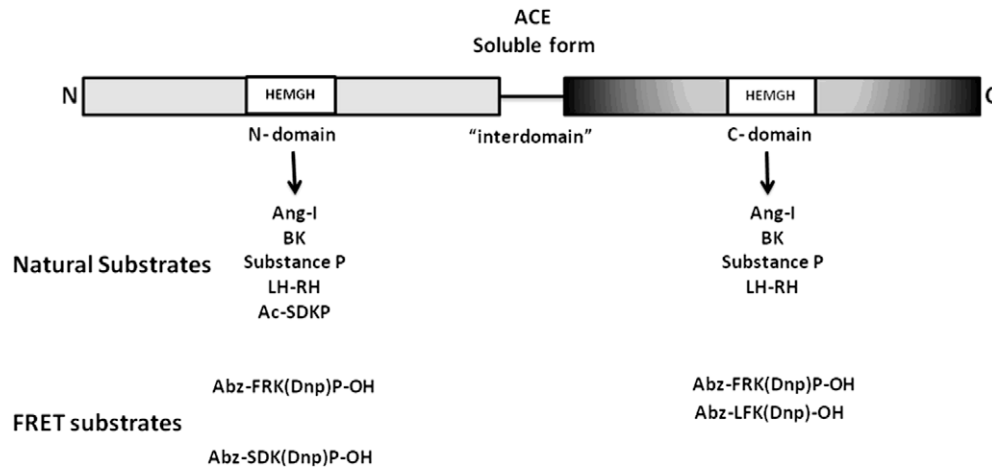 ACE
Soluble form
N HEMGH HEMGH C
N- domain "interdomain" C- domain
Ang-I Ang-I
BK BK
Natural Substrates Substance P Substance P
LH-RH LH-RH
Ac-SDKP
Abz-FRK(Dnp)P-OH Abz-FRK(Dnp)P-OH
FRET substrates Abz-LFK(Dnp)-OH
Abz-SDK(Dnp)P-OH